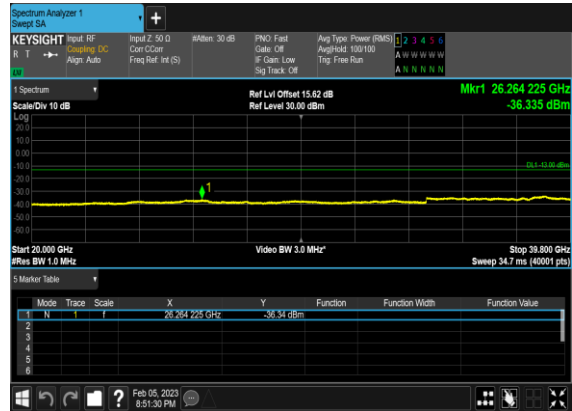 Spectrum Analyzer 1
Swept SA
+
KEYSIGHT Input: RF Input Z: 50 Ω #Atten: 30 dB PNO: Fast Avg Type: Power (RMS) 1 2 3 4 5 6
R T Coupling: DC Corr CCorr Gate: Off Avg|Hold: 100/100 A W W W W W
Align: Auto Freq Ref: Int (S) IF Gain: Low Trig: Free Run
LW Sig Track: Off A N N N N N
1 Spectrum Ref Lvl Offset 15.62 dB Mkr1 26.264 225 GHz
Scale/Div 10 dB Ref Level 30.00 dBm -36.335 dBm
Log
20.0
10.0
0.00
-10.0 DL1 -13.00 dBm
-20.0
-30.0 1
-40.0
-50.0
-60.0
Start 20.000 GHz Video BW 3.0 MHz* Stop 39.800 GHz
#Res BW 1.0 MHz Sweep 34.7 ms (40001 pts)
5 Marker Table
Mode Trace Scale X Y Function Function Width Function Value
1 N 1 f 26.264 225 GHz -36.34 dBm
2
3
4
5
6
? Feb 05, 2023
8:51:30 PM